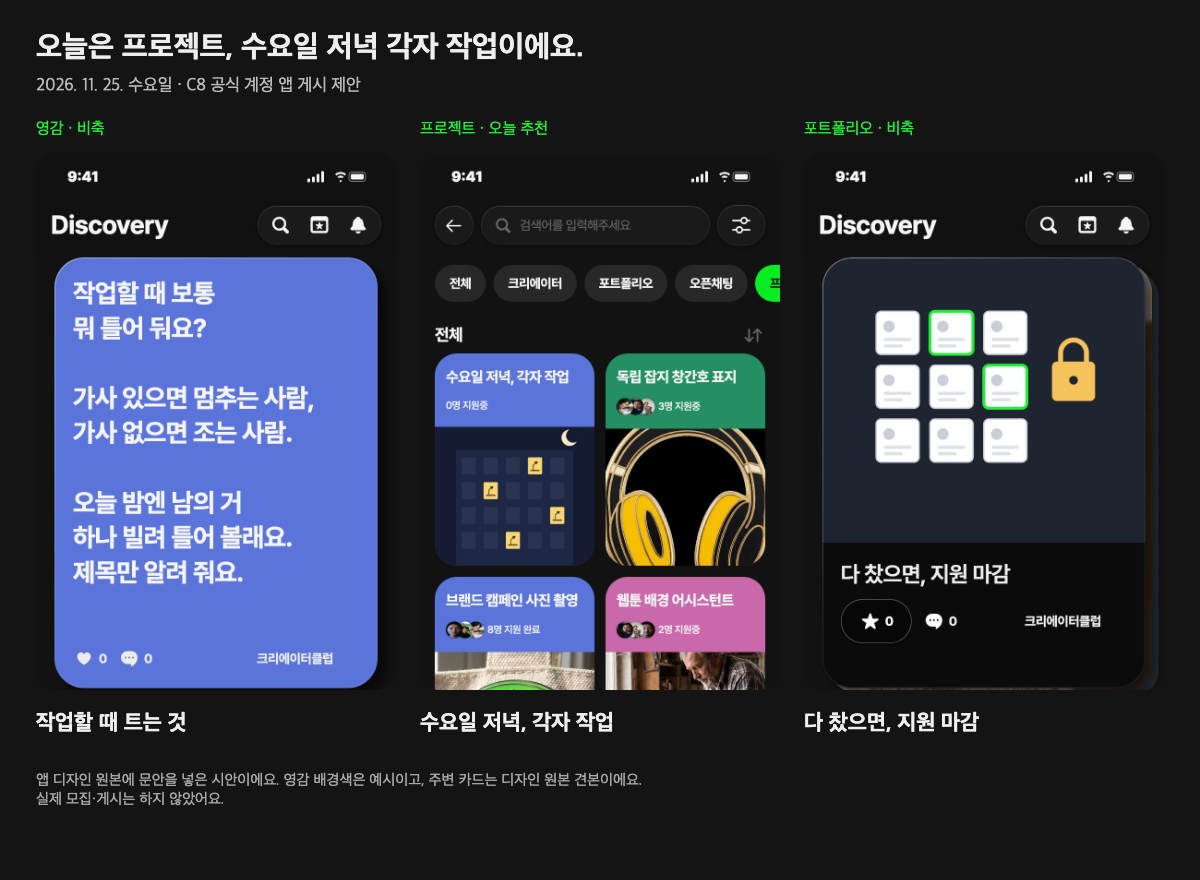 오늘은 프로젝트, 수요일 저녁 각자 작업이에요.
2026. 11. 25. 수요일 · C8 공식 계정 앱 게시 제안
영감 · 비축
9:41
Discovery
작업할 때 보통
뭐 틀어 둬요?
가사 있으면 멈추는 사람,
가사 없으면 조는 사람.
오늘 밤엔 남의 거
하나 빌려 틀어 볼래요.
제목만 알려 줘요.
0
0
크리에이터클럽
작업할 때 트는 것
프로젝트 · 오늘 추천
9:41
검색어를 입력해주세요
전체
크리에이터
포트폴리오
오픈채팅
전체
수요일 저녁, 각자 작업
0명 지원중
독립 잡지 창간호 표지
3명 지원중
브랜드 캠페인 사진 촬영
8명 지원 완료
웹툰 배경 어시스턴트
2명 지원중
수요일 저녁, 각자 작업
포트폴리오 · 비축
9:41
Discovery
다 찼으면, 지원 마감
0
0
크리에이터클럽
다 찼으면, 지원 마감
앱 디자인 원본에 문안을 넣은 시안이에요. 영감 배경색은 예시이고, 주변 카드는 디자인 원본 견본이에요.
실제 모집·게시는 하지 않았어요.